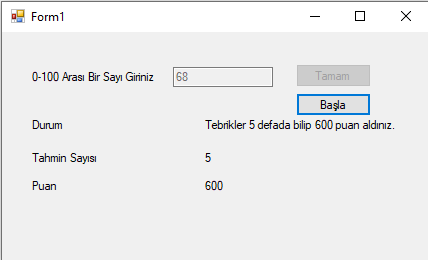 Form1
0-100 Arası Bir Sayı Giriniz 68 Tamam
Başla
Durum Tebrikler 5 defada bilip 600 puan aldınız.
Tahmin Sayısı 5
Puan 600